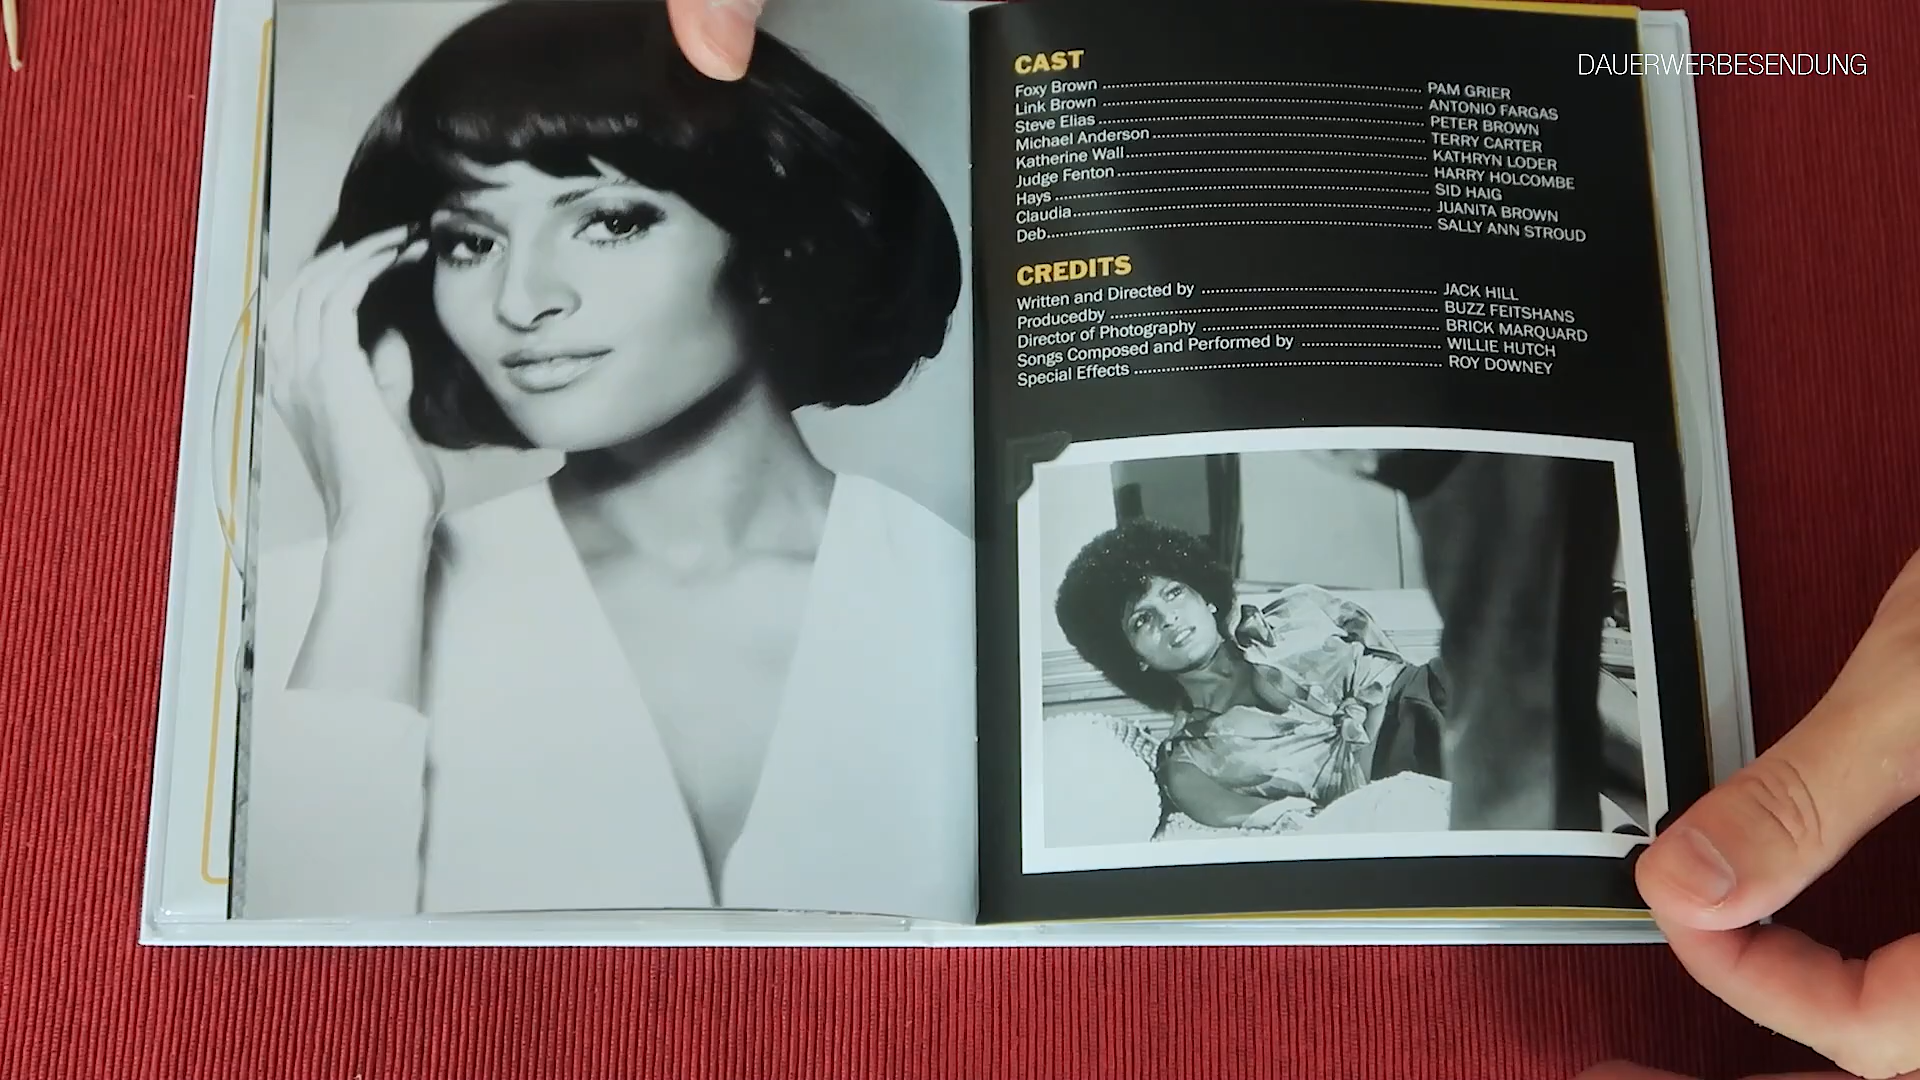 DAUERWERBESENDUNG
CAST
Foxy Brown ........ PAM GRIER
Link Brown ........ ANTONIO FARGAS
Steve Elias ........ PETER BROWN
Michael Anderson ........ TERRY CARTER
Katherine Wall ........ KATHRYN LODER
Judge Fenton ........ HARRY HOLCOMBE
Hays ........ SID HAIG
Claudia ........ JUANITA BROWN
Deb ........ SALLY ANN STROUD
CREDITS
Written and Directed by ........ JACK HILL
Producedby ........ BUZZ FEITSHANS
Director of Photography ........ BRICK MARQUARD
Songs Composed and Performed by ........ WILLIE HUTCH
Special Effects ........ ROY DOWNEY